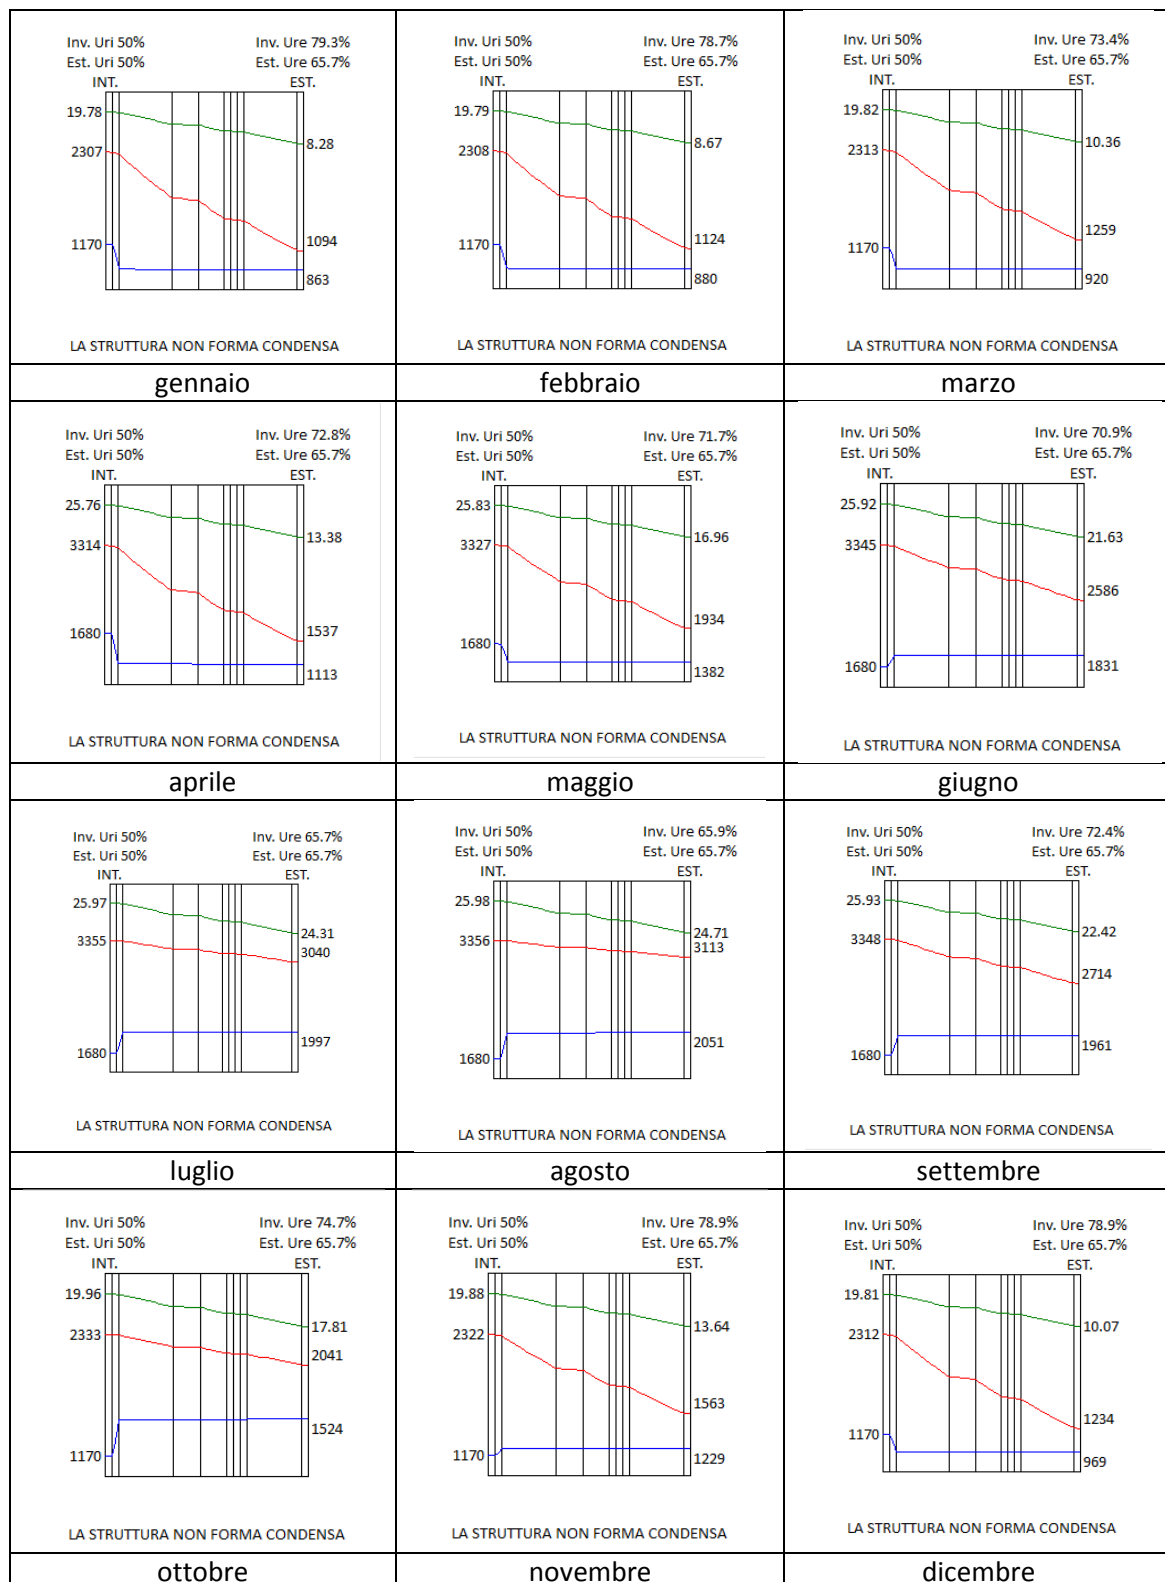 Inv. Uri 50% Inv. Ure 79.3%
Est. Uri 50% Est. Ure 65.7%
INT. EST.
19.78
8.28
2307
1170
1094
863
LA STRUTTURA NON FORMA CONDENSA
gennaio
Inv. Uri 50% Inv. Ure 78.7%
Est. Uri 50% Est. Ure 65.7%
INT. EST.
19.79
8.67
2308
1170
1124
880
LA STRUTTURA NON FORMA CONDENSA
febbraio
Inv. Uri 50% Inv. Ure 73.4%
Est. Uri 50% Est. Ure 65.7%
INT. EST.
19.82
10.36
2313
1170
1259
920
LA STRUTTURA NON FORMA CONDENSA
marzo
Inv. Uri 50% Inv. Ure 72.8%
Est. Uri 50% Est. Ure 65.7%
INT. EST.
25.76
13.38
3314
1680
1537
1113
LA STRUTTURA NON FORMA CONDENSA
aprile
Inv. Uri 50% Inv. Ure 71.7%
Est. Uri 50% Est. Ure 65.7%
INT. EST.
25.83
16.96
3327
1934
1680
1382
LA STRUTTURA NON FORMA CONDENSA
maggio
Inv. Uri 50% Inv. Ure 70.9%
Est. Uri 50% Est. Ure 65.7%
INT. EST.
25.92
21.63
3345
2586
1680
1831
LA STRUTTURA NON FORMA CONDENSA
giugno
Inv. Uri 50% Inv. Ure 65.7%
Est. Uri 50% Est. Ure 65.7%
INT. EST.
25.97
24.31
3355
3040
1997
1680
LA STRUTTURA NON FORMA CONDENSA
luglio
Inv. Uri 50% Inv. Ure 65.9%
Est. Uri 50% Est. Ure 65.7%
INT. EST.
25.98
24.71
3356
3113
2051
1680
LA STRUTTURA NON FORMA CONDENSA
agosto
Inv. Uri 50% Inv. Ure 72.4%
Est. Uri 50% Est. Ure 65.7%
INT. EST.
25.93
22.42
3348
2714
1961
1680
LA STRUTTURA NON FORMA CONDENSA
settembre
Inv. Uri 50% Inv. Ure 74.7%
Est. Uri 50% Est. Ure 65.7%
INT. EST.
19.96
17.81
2333
2041
1524
1170
LA STRUTTURA NON FORMA CONDENSA
ottobre
Inv. Uri 50% Inv. Ure 78.9%
Est. Uri 50% Est. Ure 65.7%
INT. EST.
19.88
13.64
2322
1563
1170
1229
LA STRUTTURA NON FORMA CONDENSA
novembre
Inv. Uri 50% Inv. Ure 78.9%
Est. Uri 50% Est. Ure 65.7%
INT. EST.
19.81
10.07
2312
1234
1170
969
LA STRUTTURA NON FORMA CONDENSA
dicembre